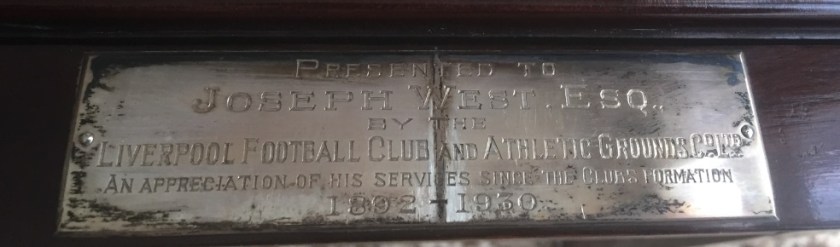 PRESENTED TO
JOSEPH WEST. ESQ.,
BY THE
LIVERPOOL FOOTBALL CLUB AND ATHLETIC GROUNDS CO. LTD
AN APPRECIATION OF HIS SERVICES SINCE THE CLUBS FORMATION
1892-1930